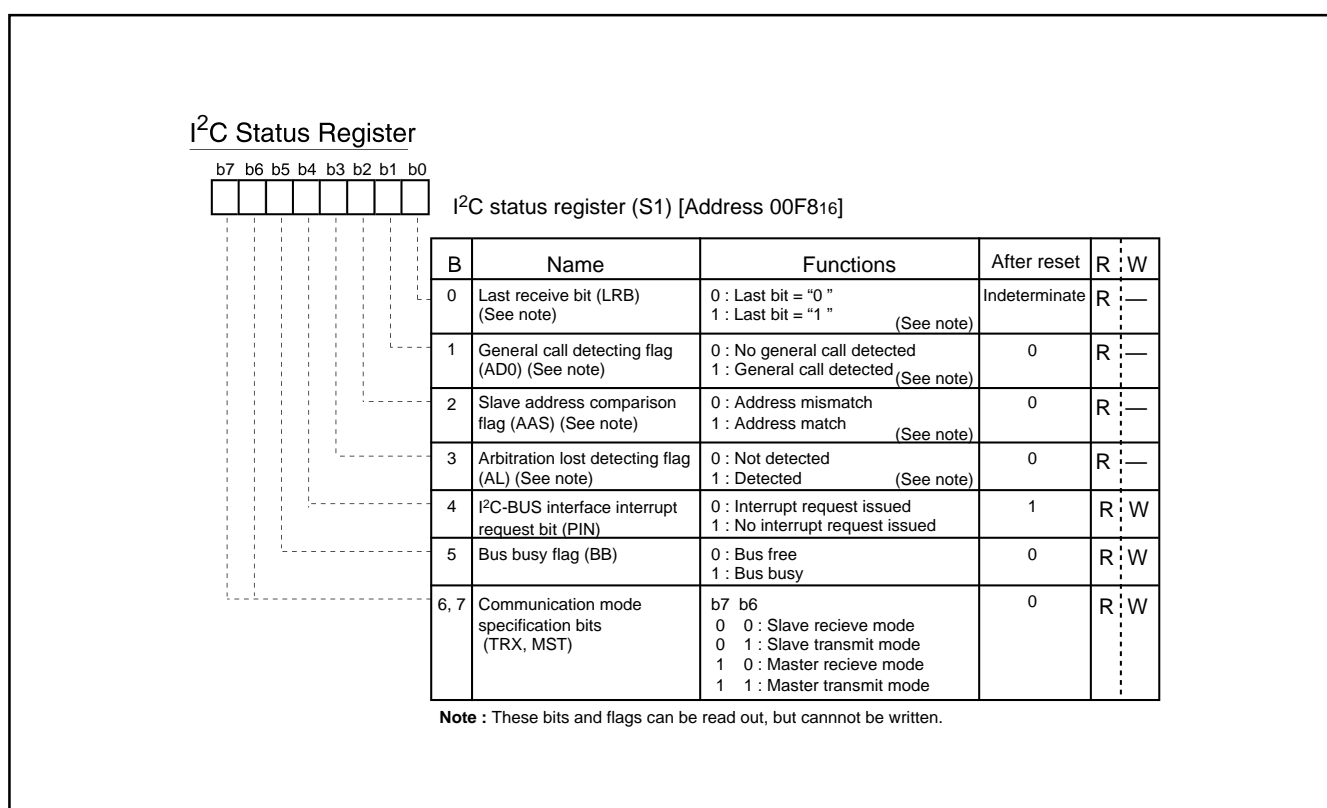 I2C Status Register
b7 b6 b5 b4 b3 b2 b1 b0
I2C status register (S1) [Address 00F816]
B Name Functions After reset R W
0 Last receive bit (LRB) (See note) 0 : Last bit = “0 ” 1 : Last bit = “1 ” (See note) Indeterminate R —
1 General call detecting flag (AD0) (See note) 0 : No general call detected 1 : General call detected (See note) 0 R —
2 Slave address comparison flag (AAS) (See note) 0 : Address mismatch 1 : Address match (See note) 0 R —
3 Arbitration lost detecting flag (AL) (See note) 0 : Not detected 1 : Detected (See note) 0 R —
4 I2C-BUS interface interrupt request bit (PIN) 0 : Interrupt request issued 1 : No interrupt request issued 1 R W
5 Bus busy flag (BB) 0 : Bus free 1 : Bus busy 0 R W
6, 7 Communication mode specification bits (TRX, MST) b7 b6 0 0 : Slave recieve mode 0 1 : Slave transmit mode 1 0 : Master recieve mode 1 1 : Master transmit mode 0 R W
Note : These bits and flags can be read out, but cannnot be written.